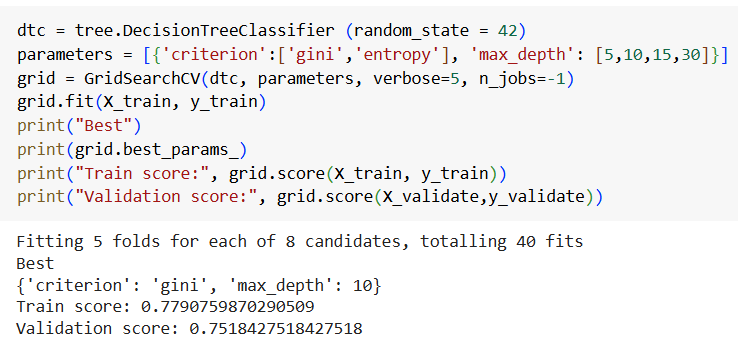 dtc = tree.DecisionTreeClassifier (random_state = 42)
parameters = [{'criterion':['gini','entropy'], 'max_depth': [5,10,15,30]}]
grid = GridSearchCV(dtc, parameters, verbose=5, n_jobs=-1)
grid.fit(X_train, y_train)
print("Best")
print(grid.best_params_)
print("Train score:", grid.score(X_train, y_train))
print("Validation score:", grid.score(X_validate,y_validate))
Fitting 5 folds for each of 8 candidates, totalling 40 fits
Best
{'criterion': 'gini', 'max_depth': 10}
Train score: 0.7790759870290509
Validation score: 0.7518427518427518